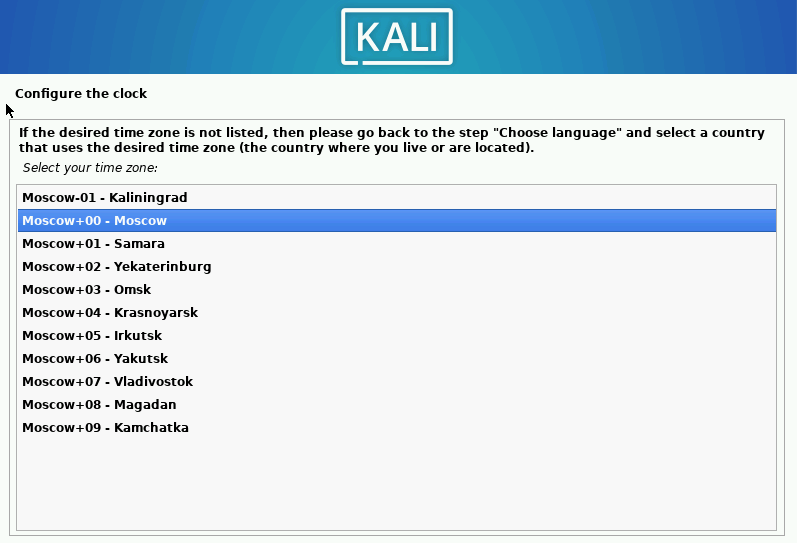 KALI
Configure the clock
If the desired time zone is not listed, then please go back to the step "Choose language" and select a country
that uses the desired time zone (the country where you live or are located).
Select your time zone:
Moscow-01 - Kaliningrad
Moscow+00 - Moscow
Moscow+01 - Samara
Moscow+02 - Yekaterinburg
Moscow+03 - Omsk
Moscow+04 - Krasnoyarsk
Moscow+05 - Irkutsk
Moscow+06 - Yakutsk
Moscow+07 - Vladivostok
Moscow+08 - Magadan
Moscow+09 - Kamchatka